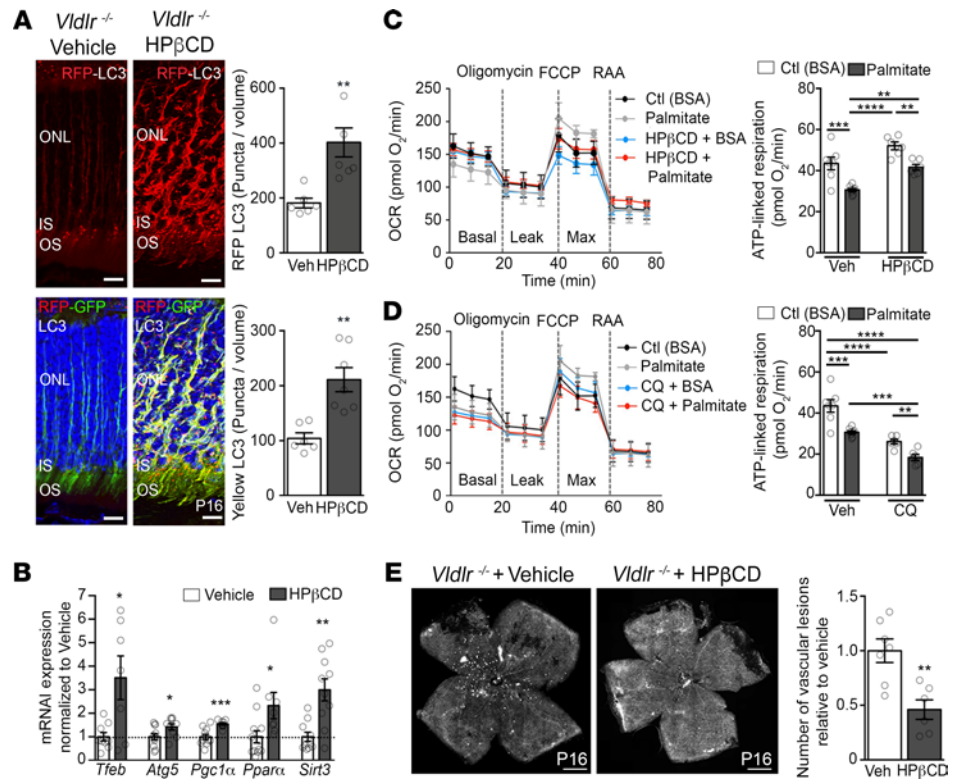 A
Vldlr -/-
Vehicle
Vldlr -/-
HPβCD
RFP-LC3
ONL
IS
OS
RFP-LC3
ONL
IS
OS
RFP LC3 (Puncta / volume)
600
400
200
0
**
Veh HPβCD
RFP-GFP
LC3
ONL
IS
OS
RFP-GFP
LC3
ONL
IS
OS
P16
Yellow LC3 (Puncta / volume)
300
200
100
0
**
Veh HPβCD
B
mRNAl expression
normalized to Vehicle
7
6
5
4
3
2
1
0
Vehicle
HPβCD
*
*
***
*
**
Tfeb
Atg5
Pgc1α
Pparα
Sirt3
C
Oligomycin
FCCP
RAA
OCR (pmol O2/min)
250
200
150
100
50
0
Ctl (BSA)
Palmitate
HPβCD + BSA
HPβCD +
Palmitate
Basal
Leak
Max
0 20 40 60 80
Time (min)
Ctl (BSA)
Palmitate
ATP-linked respiration
(pmol O2/min)
80
60
40
20
0
**
****
**
***
Veh
HPβCD
D
Oligomycin
FCCP
RAA
OCR (pmol O2/min)
250
200
150
100
50
0
Ctl (BSA)
Palmitate
CQ + BSA
CQ + Palmitate
Basal
Leak
Max
0 20 40 60 80
Time (min)
Ctl (BSA)
Palmitate
ATP-linked respiration
(pmol O2/min)
80
60
40
20
0
****
****
***
***
**
Veh
CQ
E
Vldlr -/- + Vehicle
Vldlr -/- + HPβCD
P16
P16
Number of vascular lesions
relative to vehicle
1.5
1.0
0.5
0
**
Veh HPβCD